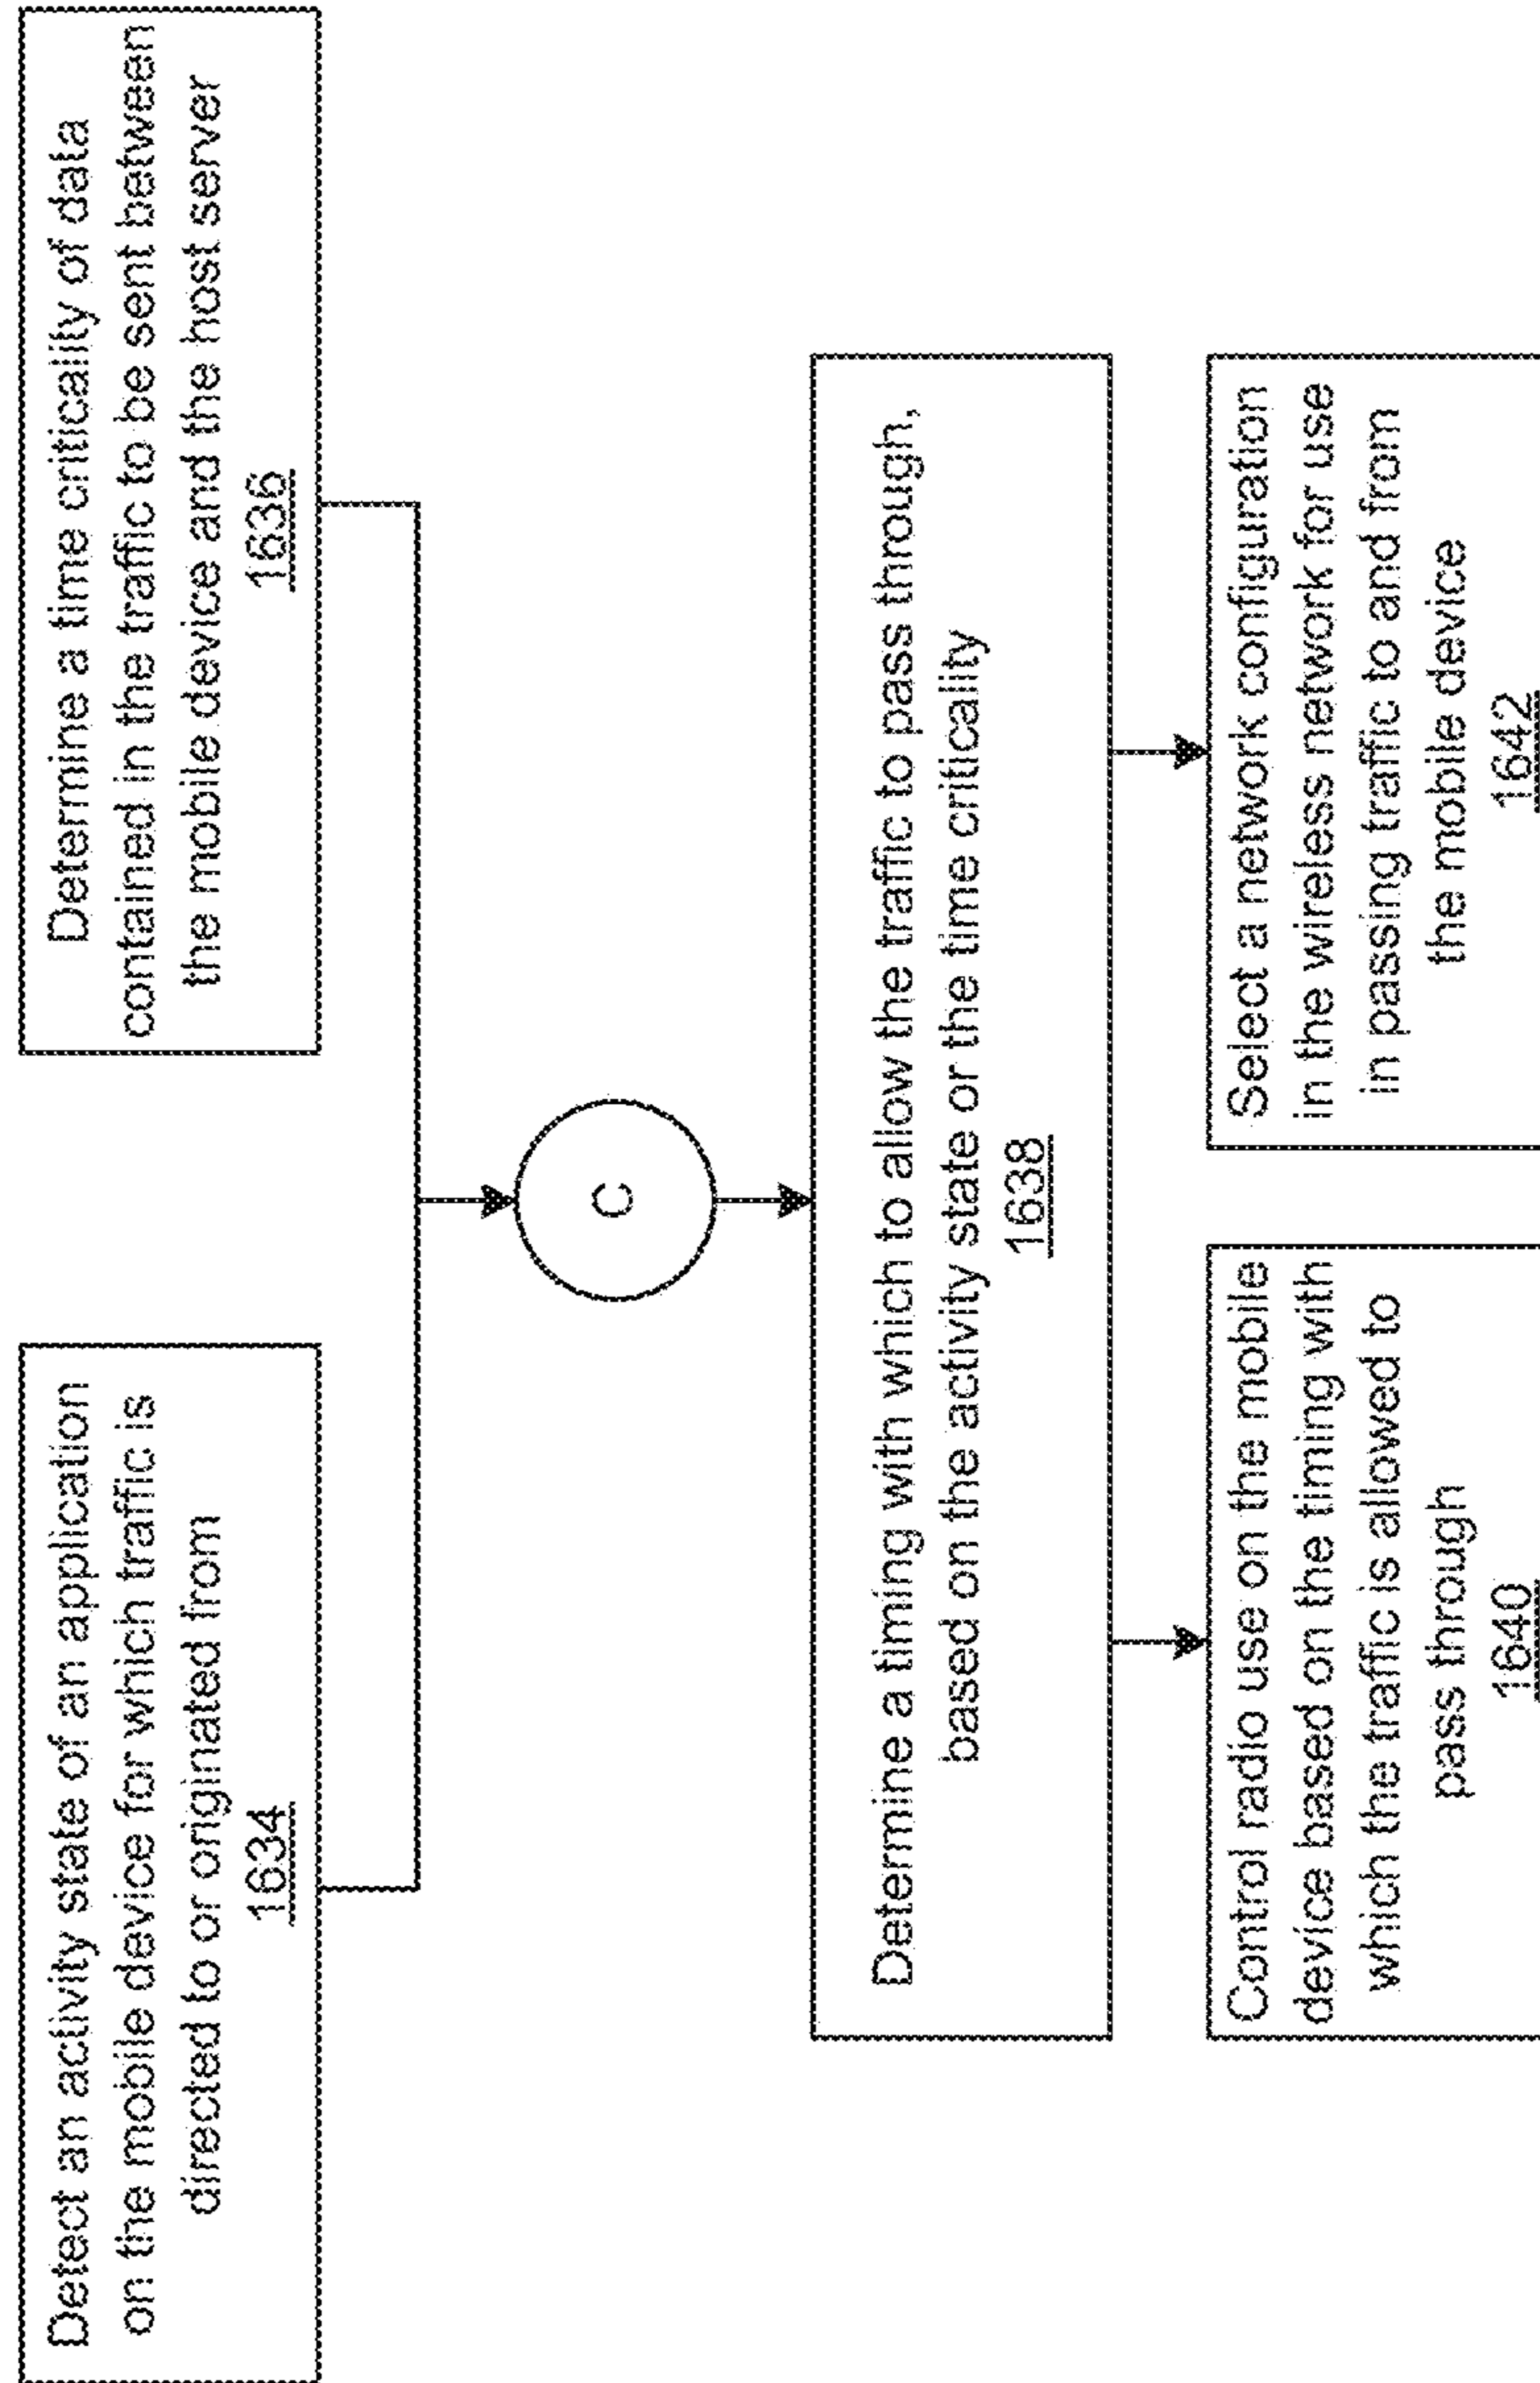 Detect an activity state of an application
on the mobile device for which traffic is
directed to or originated from
1634
Determine a time criticality of data
contained in the traffic to be sent between
the mobile device and the host server
1636
C
Determine a timing with which to allow the traffic to pass through,
based on the activity state or the time criticality
1638
Control radio use on the mobile
device based on the timing with
which the traffic is allowed to
pass through
1640
Select a network configuration
in the wireless network for use
in passing traffic to and from
the mobile device
1642